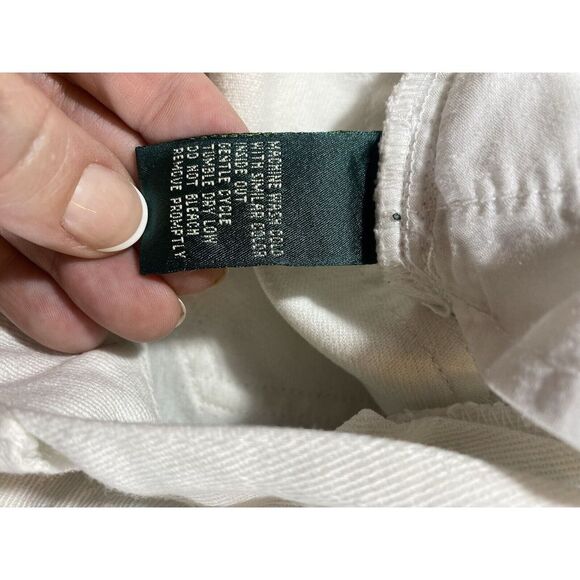 MACHINE WASH COLD
WITH SIMILAR COLOR
INSIDE OUT
GENTLE CYCLE
TUMBLE DRY LOW
DO NOT BLEACH
REMOVE PROMPTLY